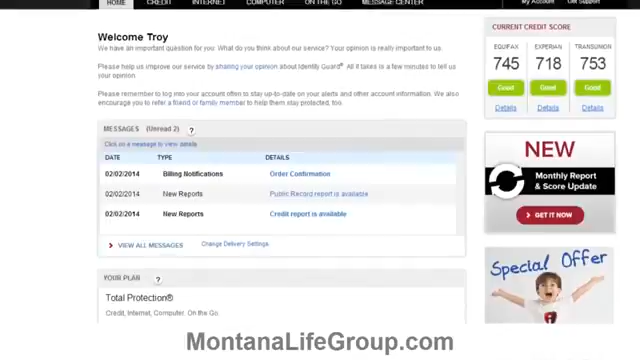 HOME CREDIT INTERNET COMPUTER ON THE GO MESSAGE CENTER My Account Get Support
Welcome Troy
We have an important question for you. What do you think about our service? Your opinion is really important to us.
Please help us improve our service by sharing your opinion about Identity Guard®. All it takes is a few minutes to tell us
your opinion.
Please remember to log into your account often to stay up-to-date on your alerts and other account information. We also
encourage you to refer a friend or family member to help them stay protected, too.
MESSAGES (Unread 2) ?
Click on a message to view details
DATE TYPE DETAILS
02/02/2014 Billing Notifications Order Confirmation
02/02/2014 New Reports Public Record report is available
02/02/2014 New Reports Credit report is available
VIEW ALL MESSAGES Change Delivery Settings.
YOUR PLAN ?
Total Protection®
Credit, Internet, Computer. On the Go.
CURRENT CREDIT SCORE
EQUIFAX EXPERIAN TRANSUNION
745 718 753
Good Good Good
Details Details Details
NEW
Monthly Report
& Score Update
GET IT NOW
Special Offer
MontanaLifeGroup.com